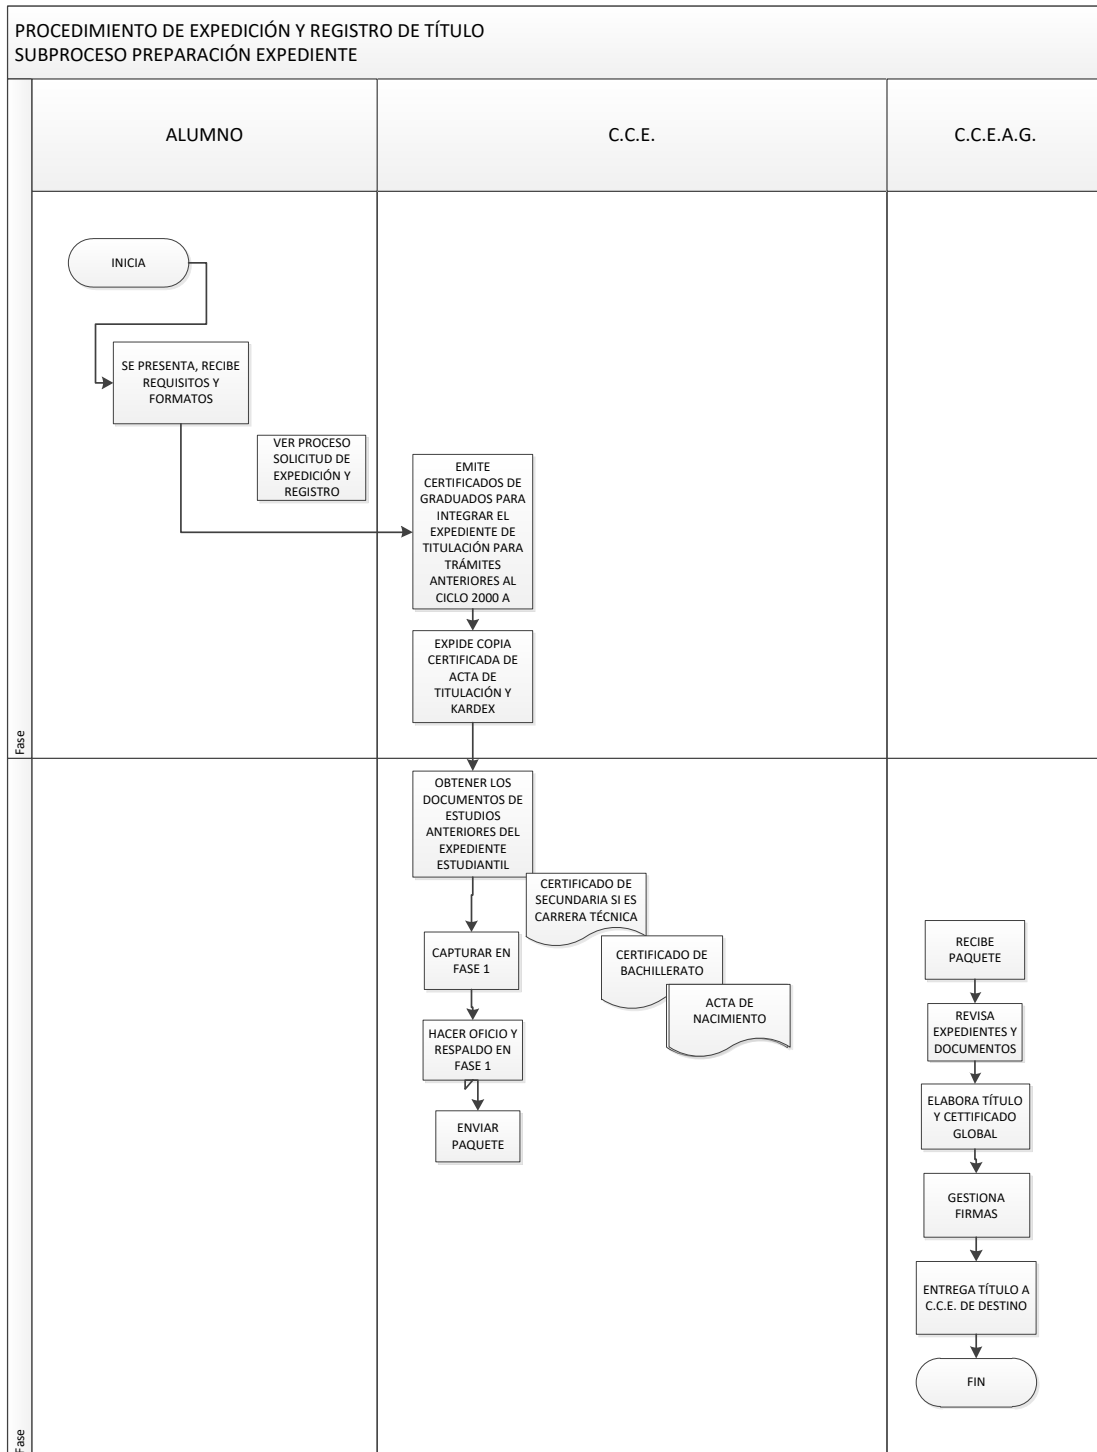 PROCEDIMIENTO DE EXPEDICIÓN Y REGISTRO DE TÍTULO
SUBPROCESO PREPARACIÓN EXPEDIENTE
ALUMNO
C.C.E.
C.C.E.A.G.
INICIA
SE PRESENTA, RECIBE
REQUISITOS Y
FORMATOS
VER PROCESO
SOLICITUD DE
EXPEDICIÓN Y
REGISTRO
EMITE
CERTIFICADOS DE
GRADUADOS PARA
INTEGRAR EL
EXPEDIENTE DE
TITULACIÓN PARA
TRÁMITES
ANTERIORES AL
CICLO 2000 A
EXPIDE COPIA
CERTIFICADA DE
ACTA DE
TITULACIÓN Y
KARDEX
Fase
OBTENER LOS
DOCUMENTOS DE
ESTUDIOS
ANTERIORES DEL
EXPEDIENTE
ESTUDIANTIL
CERTIFICADO DE
SECUNDARIA SI ES
CARRERA TÉCNICA
CERTIFICADO DE
BACHILLERATO
ACTA DE
NACIMIENTO
CAPTURAR EN
FASE 1
HACER OFICIO Y
RESPALDO EN
FASE 1
ENVIAR
PAQUETE
RECIBE
PAQUETE
REVISA
EXPEDIENTES Y
DOCUMENTOS
ELABORA TÍTULO
Y CETTIFICADO
GLOBAL
GESTIONA
FIRMAS
ENTREGA TÍTULO A
C.C.E. DE DESTINO
FIN
Fase